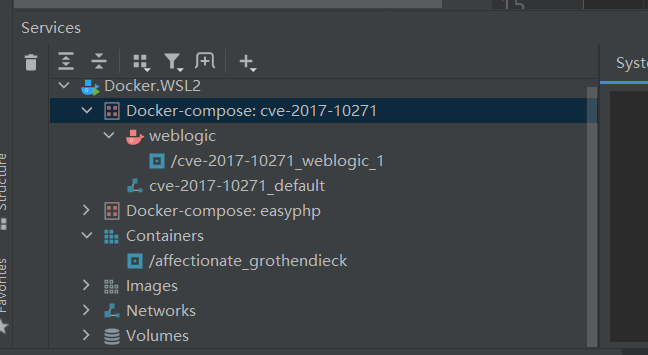 15
Services
Syste
Docker.WSL2
Docker-compose: cve-2017-10271
weblogic
/cve-2017-10271_weblogic_1
cve-2017-10271_default
Docker-compose: easyphp
Containers
/affectionate_grothendieck
Images
Networks
Volumes
Structure
Favorites